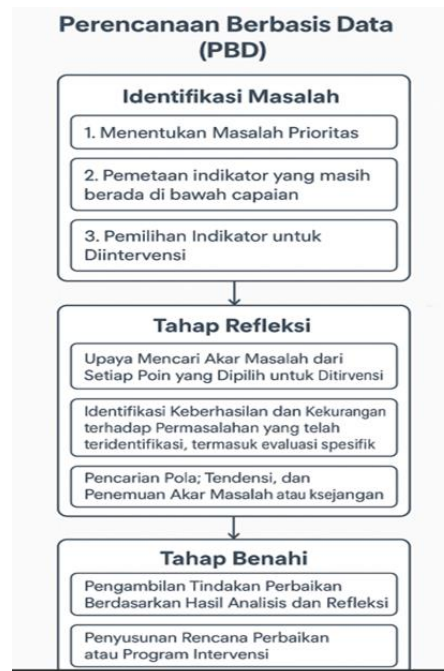 Perencanaan Berbasis Data
(PBD)
Identifikasi Masalah
1. Menentukan Masalah Prioritas
2. Pemetaan indikator yang masih
berada di bawah capaian
3. Pemilihan Indikator untuk
Diintervensi
Tahap Refleksi
Upaya Mencari Akar Masalah dari
Setiap Poin yang Dipilih untuk Ditirvensi
Identifikasi Keberhasilan dan Kekurangan
terhadap Permasalahan yang telah
teridentifikasi, termasuk evaluasi spesifik
Pencarian Pola; Tendensi, dan
Penemuan Akar Masalah atau ksejangan
Tahap Benahi
Pengambilan Tindakan Perbaikan
Berdasarkan Hasil Analisis dan Refleksi
Penyusunan Rencana Perbaikan
atau Program Intervensi